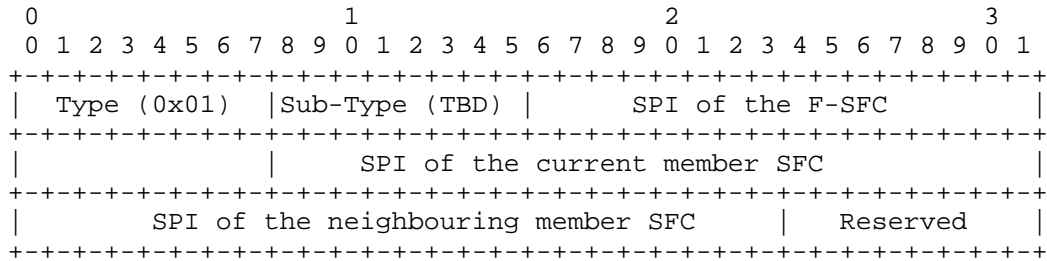 0                   1                   2                   3
 0 1 2 3 4 5 6 7 8 9 0 1 2 3 4 5 6 7 8 9 0 1 2 3 4 5 6 7 8 9 0 1
+-+-+-+-+-+-+-+-+-+-+-+-+-+-+-+-+-+-+-+-+-+-+-+-+-+-+-+-+-+-+-+-+
|  Type (0x01)  |Sub-Type (TBD) |      SPI of the F-SFC         |
+-+-+-+-+-+-+-+-+-+-+-+-+-+-+-+-+-+-+-+-+-+-+-+-+-+-+-+-+-+-+-+-+
|               |     SPI of the current member SFC             |
+-+-+-+-+-+-+-+-+-+-+-+-+-+-+-+-+-+-+-+-+-+-+-+-+-+-+-+-+-+-+-+-+
|        SPI of the neighbouring member SFC     |   Reserved    |
+-+-+-+-+-+-+-+-+-+-+-+-+-+-+-+-+-+-+-+-+-+-+-+-+-+-+-+-+-+-+-+-+